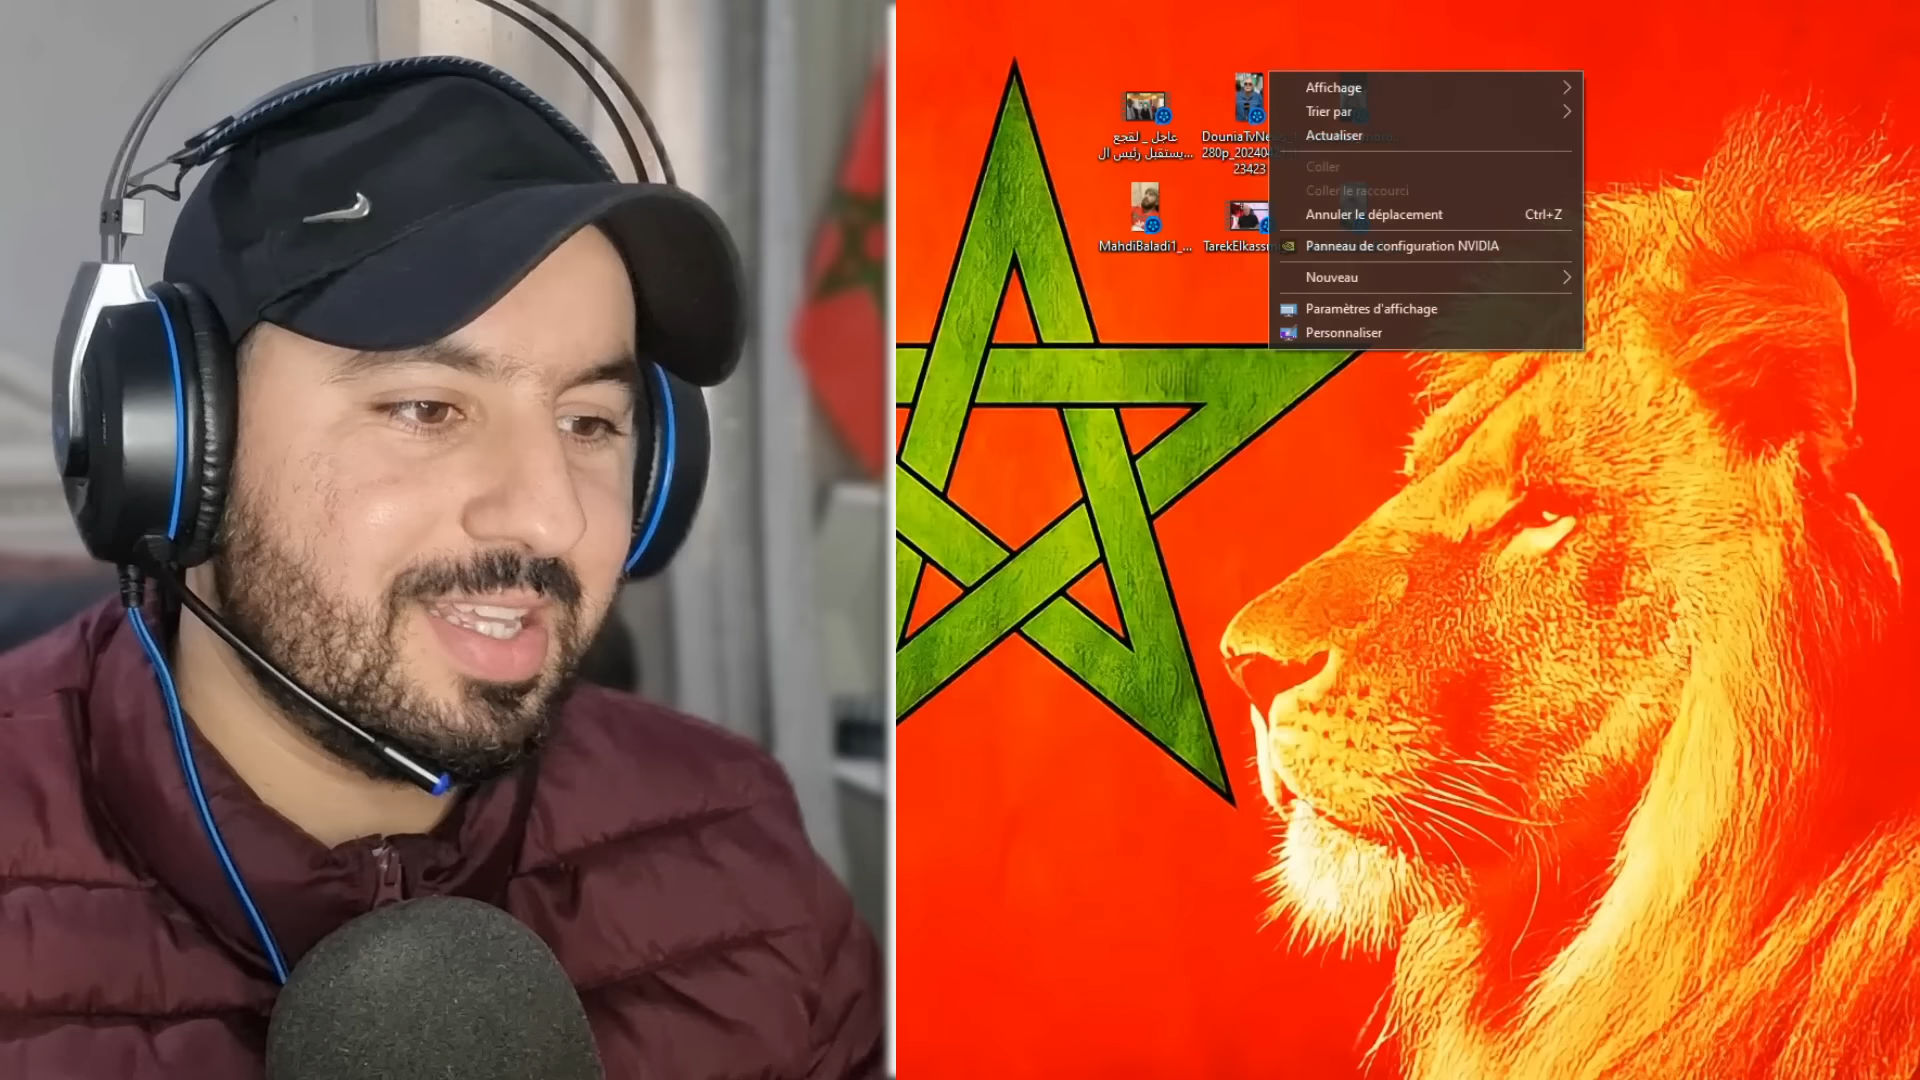 عاجل _ لقجع
يستقبل رئيس ال...
DouniaTvNe
280p_20240
23423
MahdiBaladi1_...
TarekElkass
Affichage
Trier par
Actualiser
Coller
Coller le raccourci
Annuler le déplacement Ctrl+Z
Panneau de configuration NVIDIA
Nouveau
Paramètres d'affichage
Personnaliser